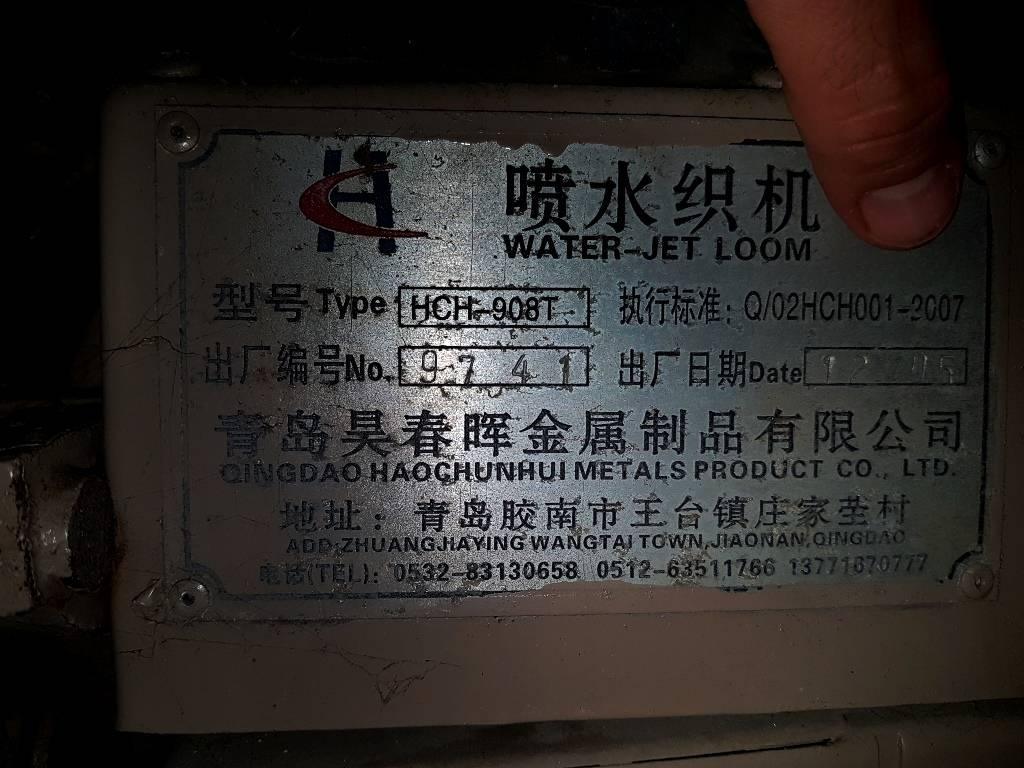 喷水织机
WATER-JET LOOM
型号Type HCH-908T 执行标准: Q/02HCH001-2007
出厂编号No. 9741 出厂日期Date
青岛昊春晖金属制品有限公司
QINGDAO HAOCHUNHUI METALS PRODUCT CO., LTD.
地址: 青岛胶南市王台镇庄家茔村
ADD:ZHUANGJIAYING WANGTAI TOWN,JIAONAN,QINGDAO
电话(TEL): 0532-83130658 0512-63511766 13771670777